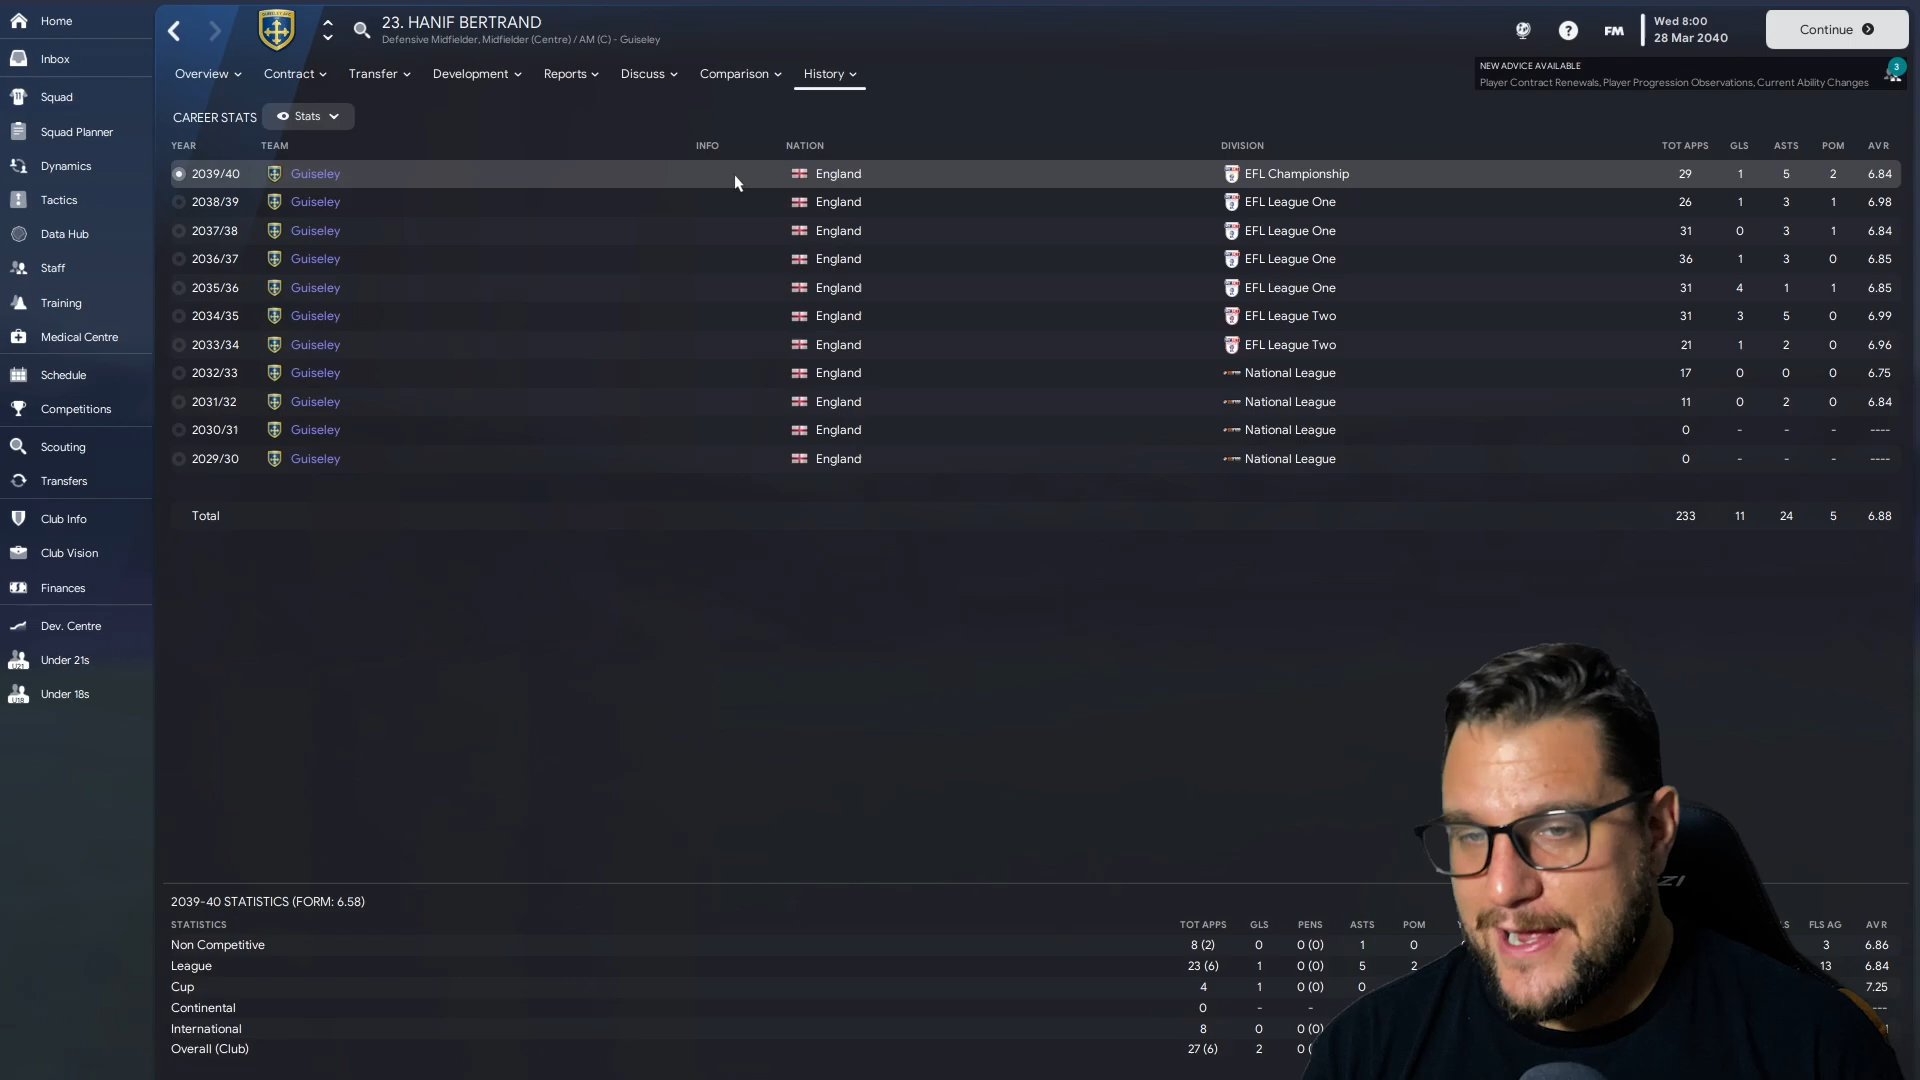 Home
Inbox
Squad
Squad Planner
Dynamics
Tactics
Data Hub
Staff
Training
Medical Centre
Schedule
Competitions
Scouting
Transfers
Club Info
Club Vision
Finances
Dev. Centre
Under 21s
Under 18s
23. HANIF BERTRAND
Defensive Midfielder, Midfielder (Centre) / AM (C) - Guiseley
FM
Wed 8:00
28 Mar 2040
Continue
Overview Contract Transfer Development Reports Discuss Comparison History
NEW ADVICE AVAILABLE
3
Player Contract Renewals, Player Progression Observations, Current Ability Changes
CAREER STATS Stats
YEAR TEAM INFO NATION DIVISION TOT APPS GLS ASTS POM AV R
2039/40 Guiseley England EFL Championship 29 1 5 2 6.84
2038/39 Guiseley England EFL League One 26 1 3 1 6.98
2037/38 Guiseley England EFL League One 31 0 3 1 6.84
2036/37 Guiseley England EFL League One 36 1 3 0 6.85
2035/36 Guiseley England EFL League One 31 4 1 1 6.85
2034/35 Guiseley England EFL League Two 31 3 5 0 6.99
2033/34 Guiseley England EFL League Two 21 1 2 0 6.96
2032/33 Guiseley England National League 17 0 0 0 6.75
2031/32 Guiseley England National League 11 0 2 0 6.84
2030/31 Guiseley England National League 0 - - - ----
2029/30 Guiseley England National League 0 - - - ----
Total 233 11 24 5 6.88
2039-40 STATISTICS (FORM: 6.58)
STATISTICS TOT APPS GLS PENS ASTS POM FLS AG AV R
Non Competitive 8 (2) 0 0 (0) 1 0 3 6.86
League 23 (6) 1 0 (0) 5 2 13 6.84
Cup 4 1 0 (0) 0 7.25
Continental 0 - -
International 8 0 0 (0)
Overall (Club) 27 (6) 2 0 (